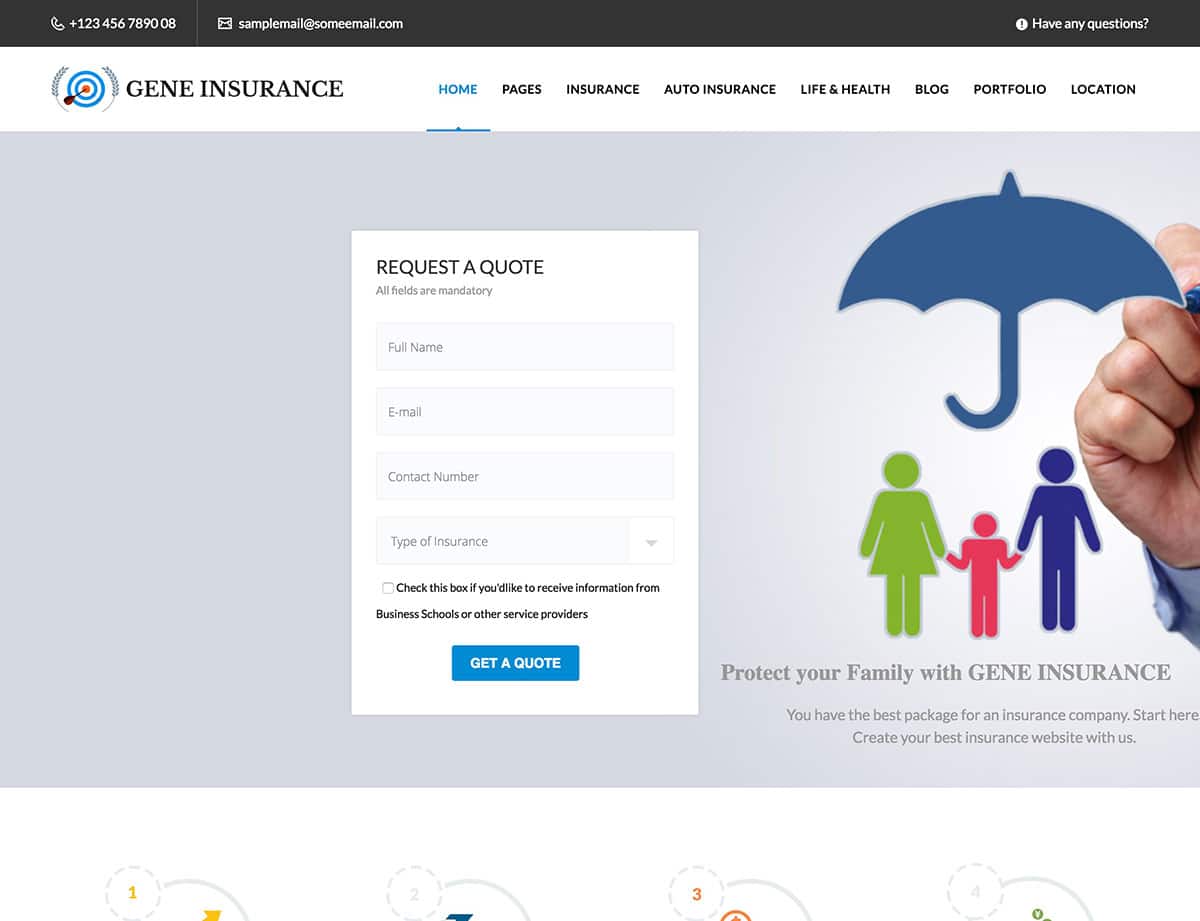 +123 456 7890 08
samplemail@someemail.com
Have any questions?
GENE INSURANCE
HOME PAGES INSURANCE AUTO INSURANCE LIFE & HEALTH BLOG PORTFOLIO LOCATION
REQUEST A QUOTE
All fields are mandatory
Full Name
E-mail
Contact Number
Type of Insurance
Check this box if you'dlike to receive information from
Business Schools or other service providers
GET A QUOTE
Protect your Family with GENE INSURANCE
You have the best package for an insurance company. Start here
Create your best insurance website with us.
1 2 3 4